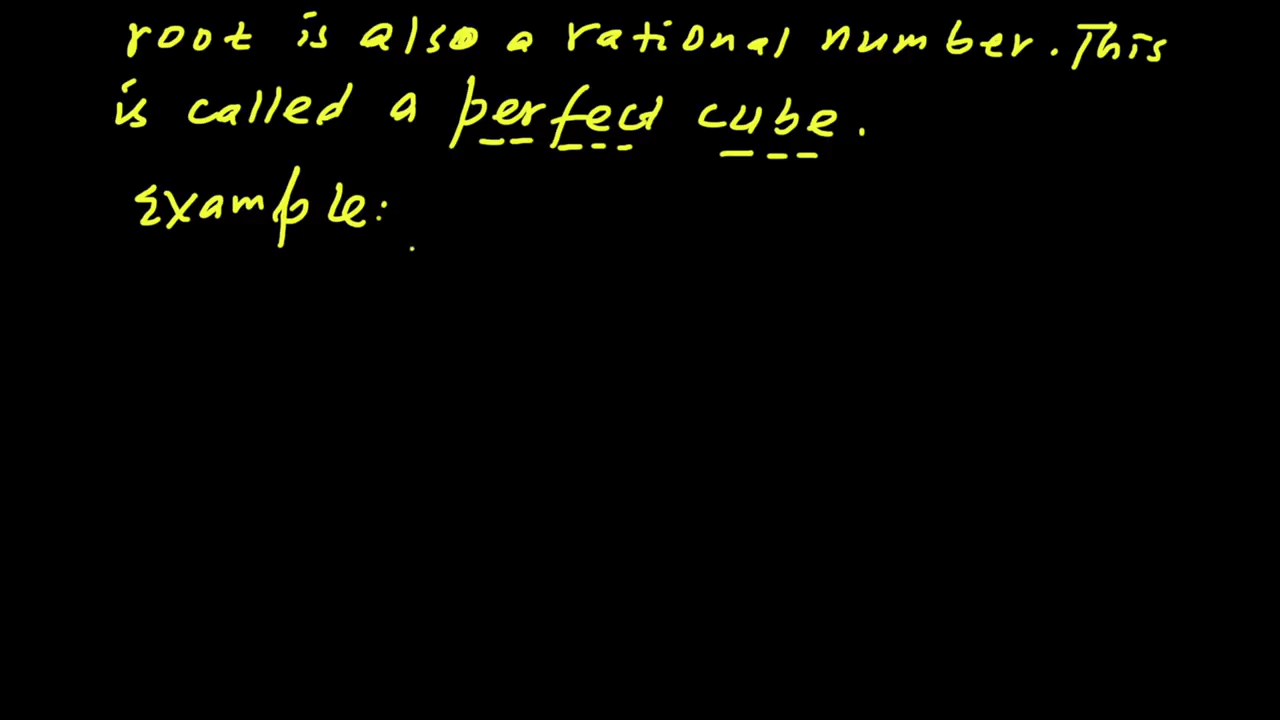 root is also a rational number. This
is called a perfect cube.
Example: